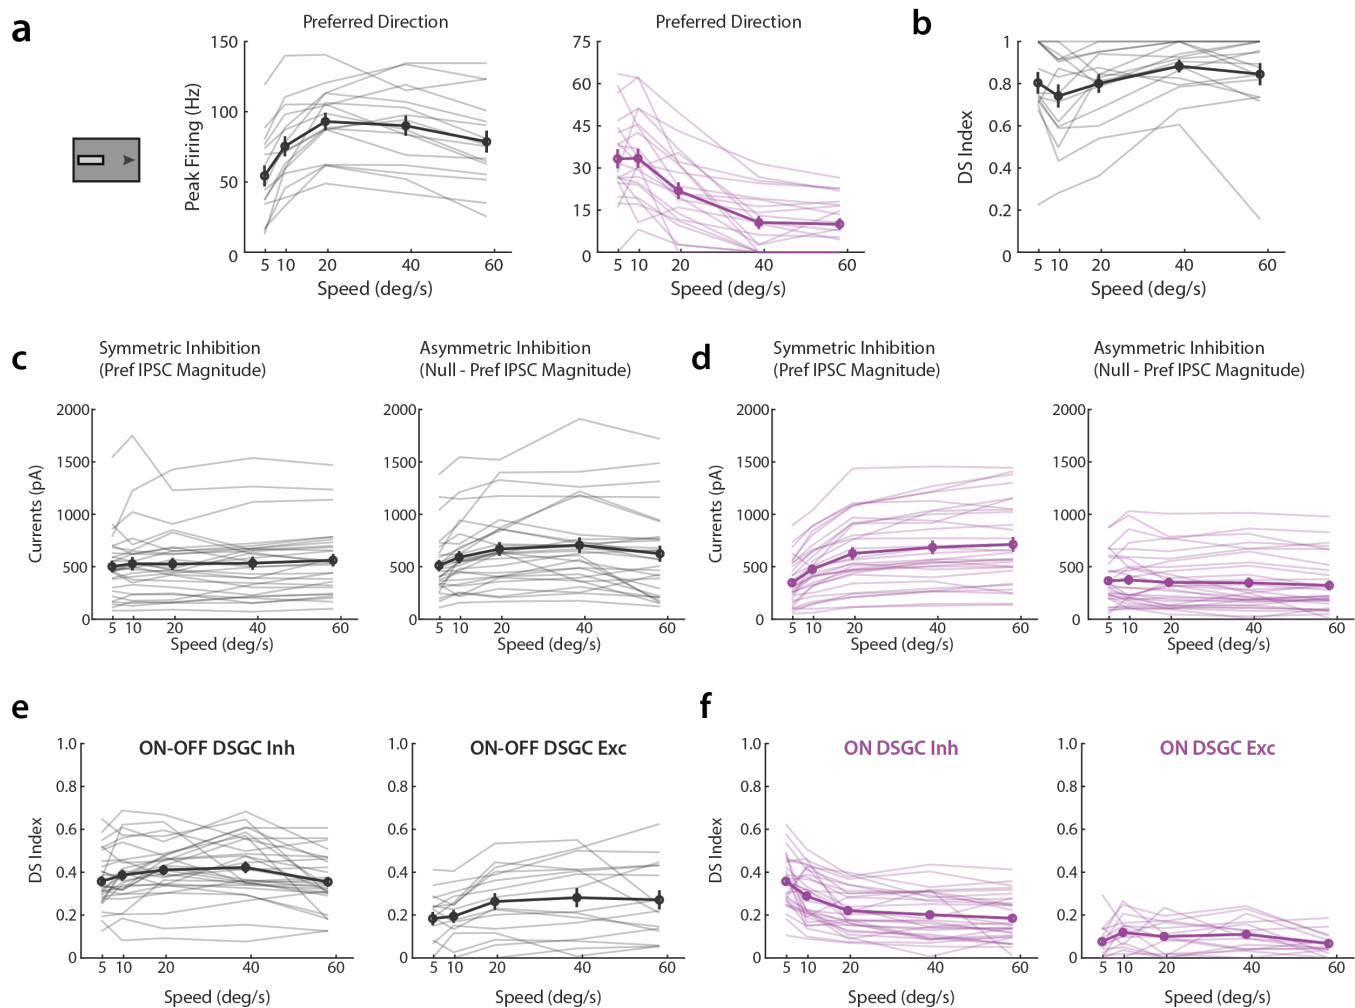 a
Preferred Direction
Preferred Direction
b
150
100
50
0
Peak Firing (Hz)
5 10 20 40 60
Speed (deg/s)
75
60
45
30
15
0
5 10 20 40 60
Speed (deg/s)
1
0.8
0.6
0.4
0.2
0
DS Index
5 10 20 40 60
Speed (deg/s)
c
Symmetric Inhibition
(Pref IPSC Magnitude)
Asymmetric Inhibition
(Null - Pref IPSC Magnitude)
d
Symmetric Inhibition
(Pref IPSC Magnitude)
Asymmetric Inhibition
(Null - Pref IPSC Magnitude)
2000
1500
1000
500
0
Currents (pA)
5 10 20 40 60
Speed (deg/s)
2000
1500
1000
500
0
5 10 20 40 60
Speed (deg/s)
2000
1500
1000
500
0
Currents (pA)
5 10 20 40 60
Speed (deg/s)
2000
1500
1000
500
0
5 10 20 40 60
Speed (deg/s)
e
ON-OFF DSGC Inh
1.0
0.8
0.6
0.4
0.2
0
DS Index
5 10 20 40 60
Speed (deg/s)
ON-OFF DSGC Exc
1.0
0.8
0.6
0.4
0.2
0
5 10 20 40 60
Speed (deg/s)
f
ON DSGC Inh
1.0
0.8
0.6
0.4
0.2
0
DS Index
5 10 20 40 60
Speed (deg/s)
ON DSGC Exc
1.0
0.8
0.6
0.4
0.2
0
5 10 20 40 60
Speed (deg/s)